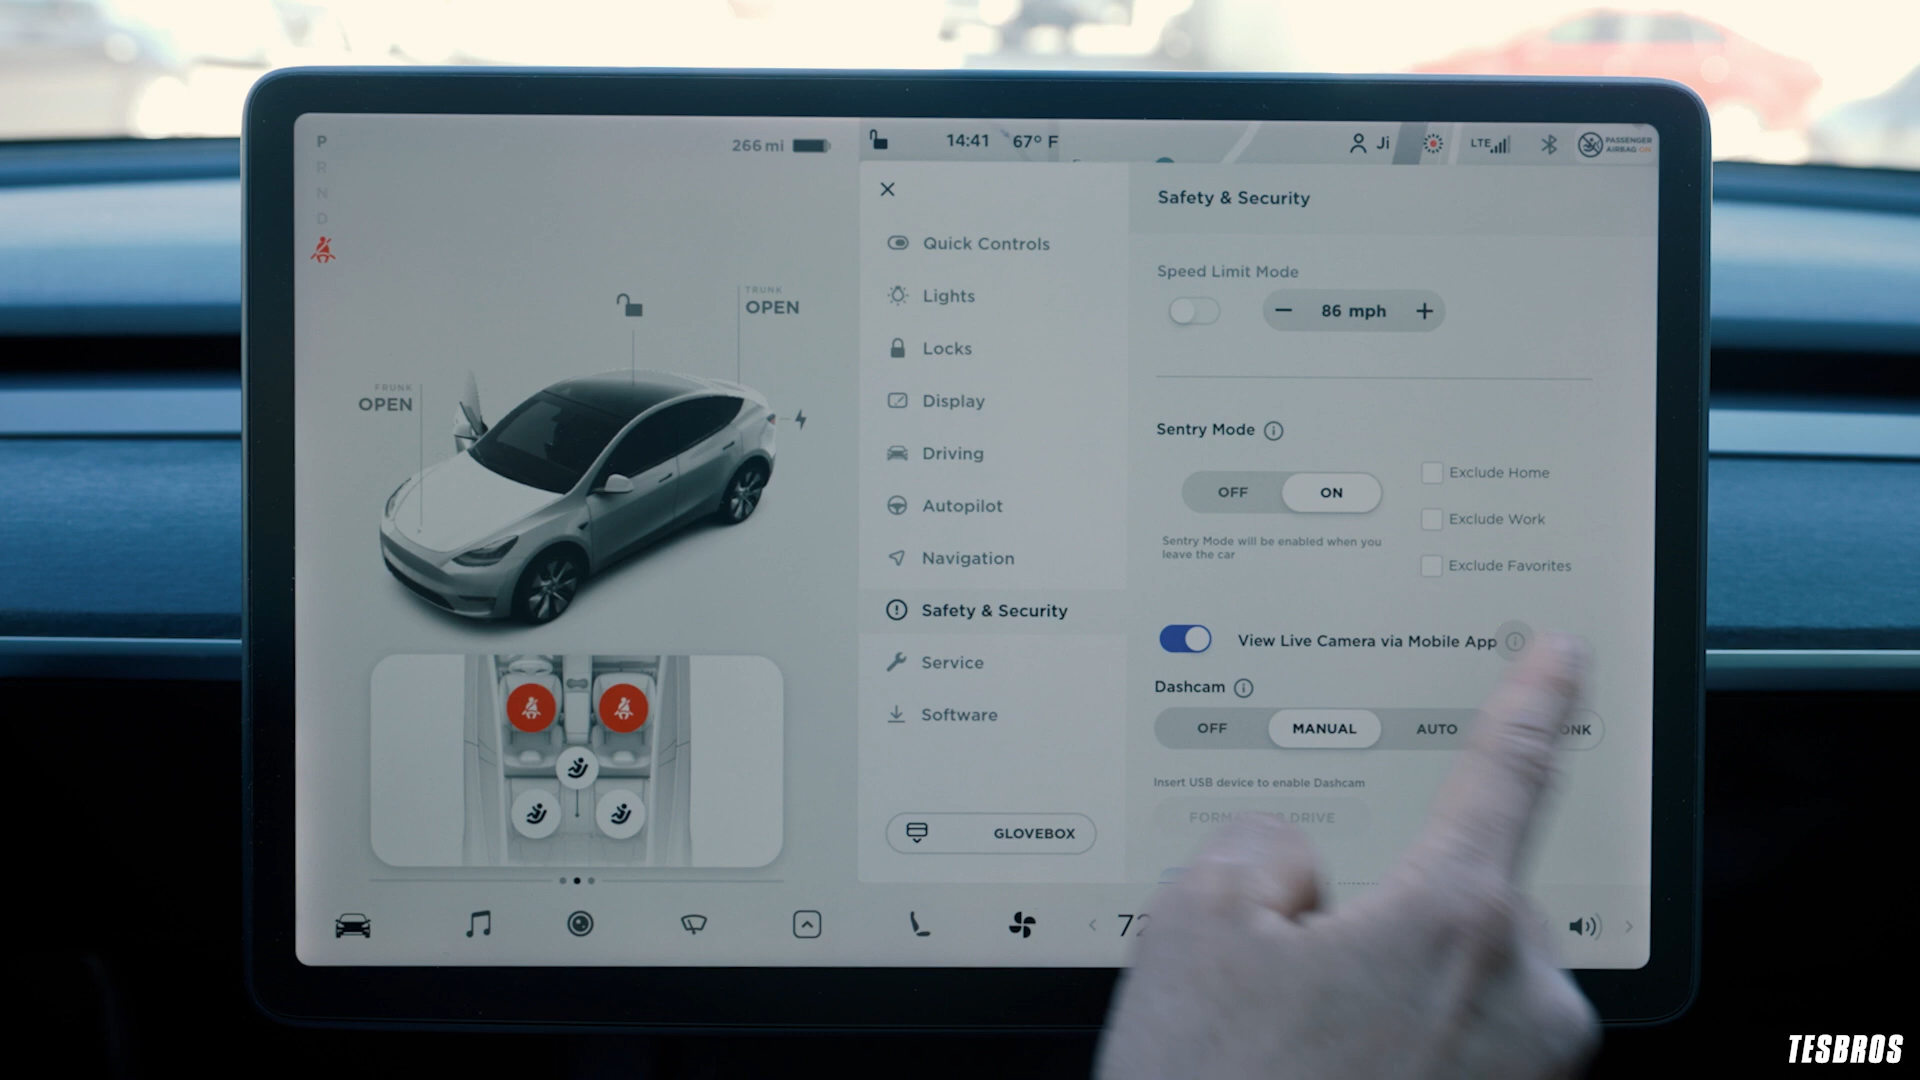 P
R
N
D
266 mi
14:41
67° F
Ji
LTE
PASSENGER
AIRBAG ON
TRUNK
OPEN
FRUNK
OPEN
Quick Controls
Lights
Locks
Display
Driving
Autopilot
Navigation
Safety & Security
Service
Software
GLOVEBOX
Safety & Security
Speed Limit Mode
86 mph
Sentry Mode
OFF
ON
Exclude Home
Exclude Work
Exclude Favorites
Sentry Mode will be enabled when you
leave the car
View Live Camera via Mobile App
Dashcam
OFF
MANUAL
AUTO
Insert USB device to enable Dashcam
DRIVE
72
TESBROS